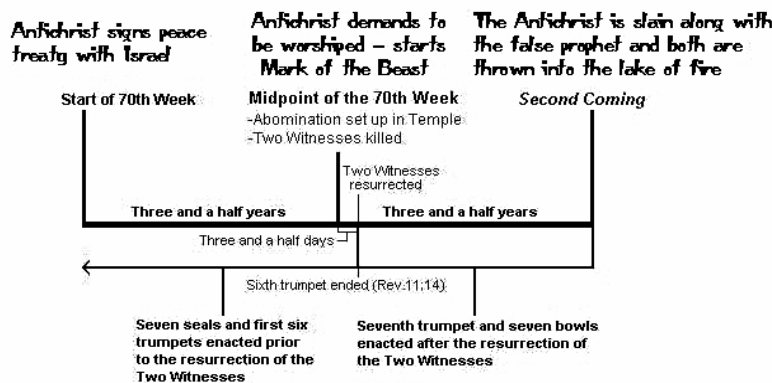 Antichrist signs peace
treaty with Israel
Start of 70th Week
Antichrist demands to
be worshiped – starts
Mark of the Beast
Midpoint of the 70th Week
-Abomination set up in Temple
-Two Witnesses killed
The Antichrist is slain along with
the false prophet and both are
thrown into the lake of fire
Second Coming
Two Witnesses
resurrected
Three and a half years
Three and a half years
Three and a half days
Sixth trumpet ended (Rev.11:14)
Seven seals and first six
trumpets enacted prior
to the resurrection of the
Two Witnesses
Seventh trumpet and seven bowls
enacted after the resurrection of
the Two Witnesses